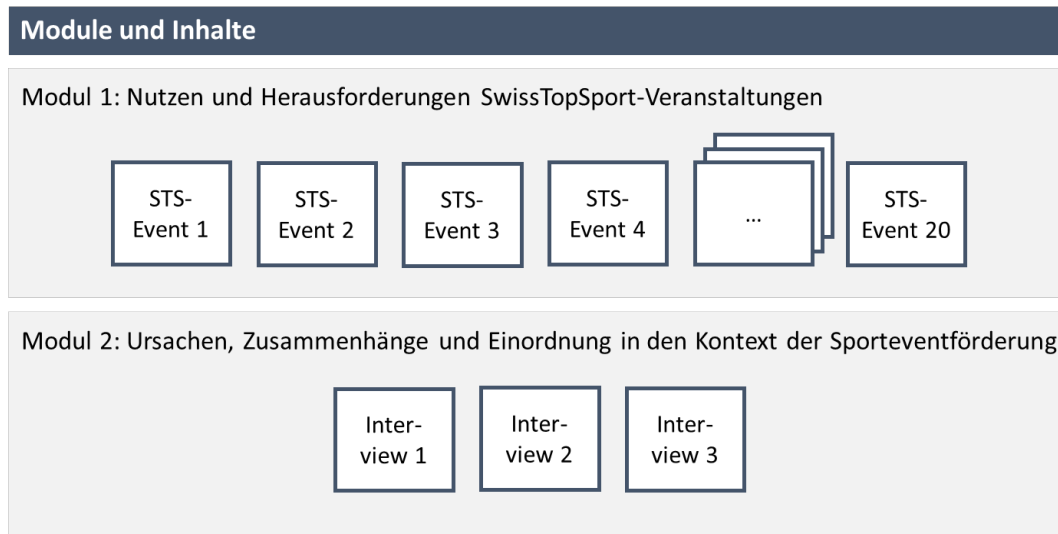 Module und Inhalte
Modul 1: Nutzen und Herausforderungen SwissTopSport-Veranstaltungen
STS-
Event 1
STS-
Event 2
STS-
Event 3
STS-
Event 4
...
STS-
Event 20
Modul 2: Ursachen, Zusammenhänge und Einordnung in den Kontext der Sporteventförderung
Inter-
view 1
Inter-
view 2
Inter-
view 3